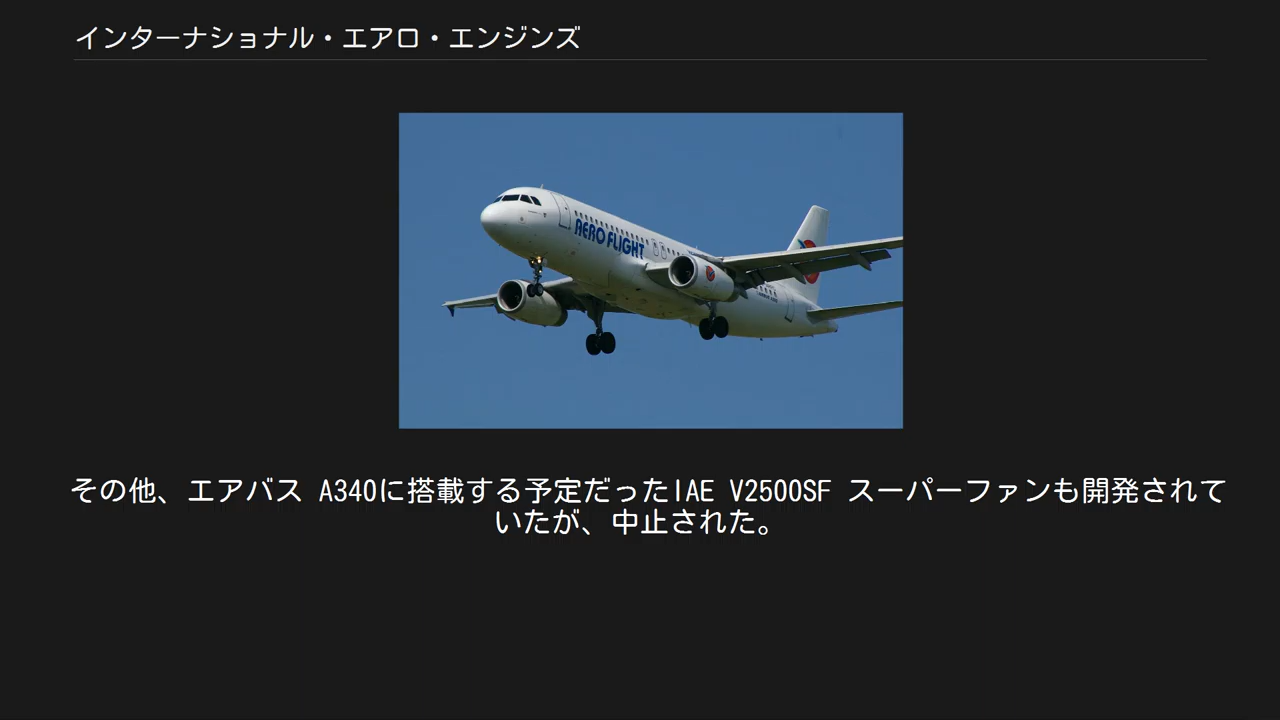 インターナショナル・エアロ・エンジンズ
AERO FLIGHT
その他、エアバス A340に搭載する予定だったIAE V2500SF スーパーファンも開発されて
いたが、中止された。